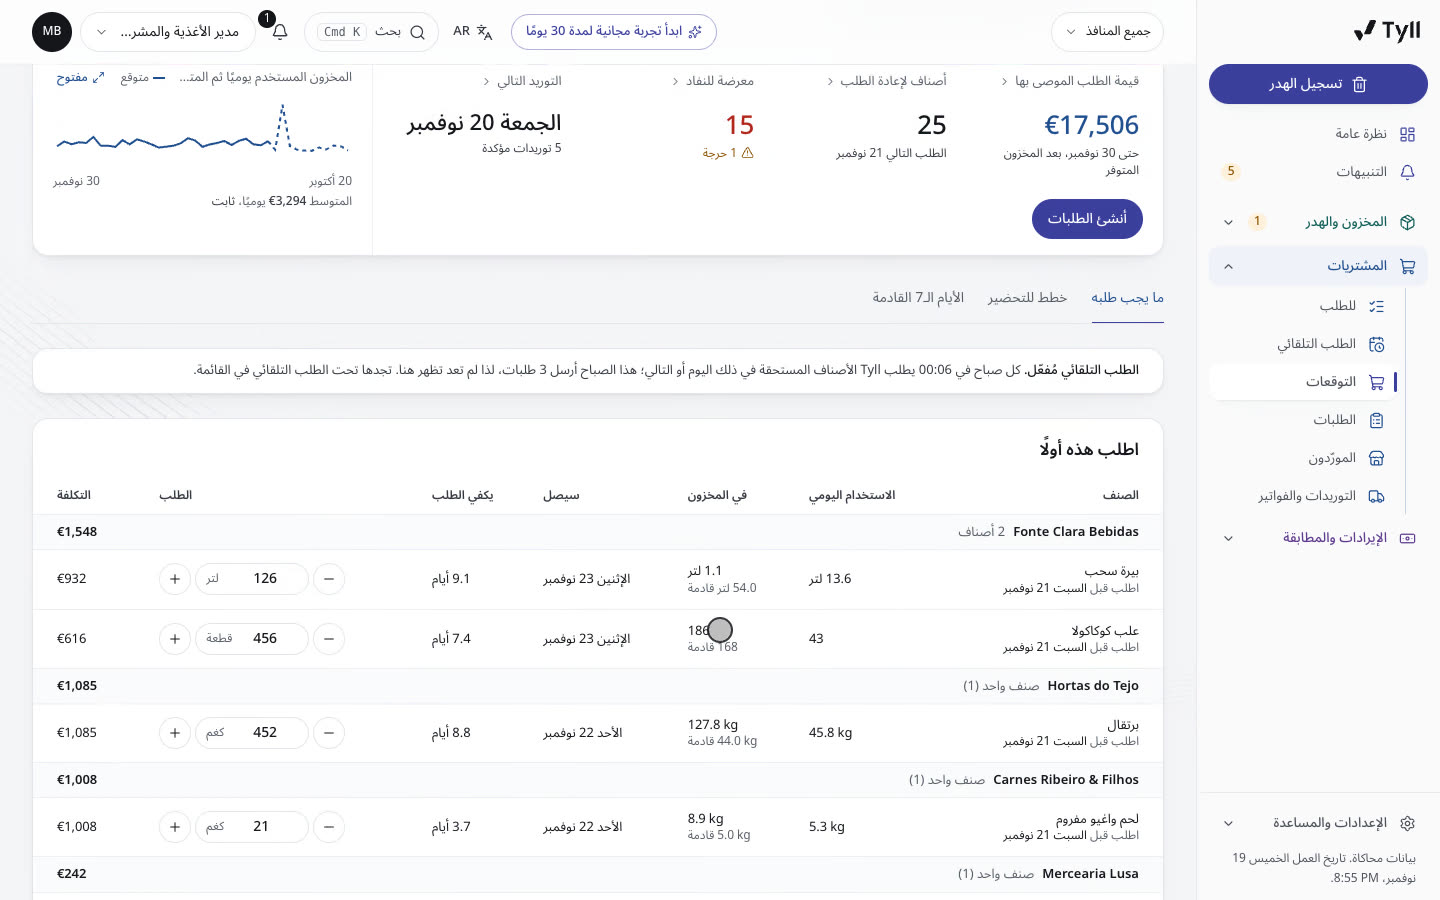 Tyll
تسجيل الهدر
نظرة عامة
التنبيهات
5
المخزون والهدر
1
المشتريات
للطلب
الطلب التلقائي
التوقعات
الطلبات
المورّدون
التوريدات والفواتير
الإيرادات والمطابقة
الإعدادات والمساعدة
بيانات محاكاة. تاريخ العمل الخميس 19
نوفمبر، 8:55 PM.
جميع المنافذ
ابدأ تجربة مجانية لمدة 30 يومًا
AR
بحث
Cmd K
1
مدير الأغذية والمشر...
MB
قيمة الطلب الموصى بها
€17,506
حتى 30 نوفمبر، بعد المخزون
المتوفر
أصناف لإعادة الطلب
25
الطلب التالي 21 نوفمبر
معرضة للنفاد
15
1 حرجة
التوريد التالي
الجمعة 20 نوفمبر
5 توريدات مؤكدة
أنشئ الطلبات
المخزون المستخدم يوميًا ثم المتـ...
متوقع
مفتوح
20 أكتوبر
30 نوفمبر
المتوسط €3,294 يوميًا، ثابت
ما يجب طلبه
خطط للتحضير
الأيام الـ7 القادمة
الطلب التلقائي مُفعّل. كل صباح في 00:06 يطلب Tyll الأصناف المستحقة في ذلك اليوم أو التالي؛ هذا الصباح أرسل 3 طلبات، لذا لم تعد تظهر هنا. تجدها تحت الطلب التلقائي في القائمة.
اطلب هذه أولًا
الصنف
الاستخدام اليومي
في المخزون
سيصل
يكفي الطلب
الطلب
التكلفة
Fonte Clara Bebidas
2 أصناف
€1,548
بيرة سحب
اطلب قبل السبت 21 نوفمبر
13.6 لتر
1.1 لتر
54.0 لتر قادمة
الإثنين 23 نوفمبر
9.1 أيام
126
لتر
€932
علب كوكاكولا
اطلب قبل السبت 21 نوفمبر
43
186
168 قادمة
الإثنين 23 نوفمبر
7.4 أيام
456
قطعة
€616
Hortas do Tejo
صنف واحد (1)
€1,085
برتقال
اطلب قبل السبت 21 نوفمبر
45.8 kg
127.8 kg
44.0 kg قادمة
الأحد 22 نوفمبر
8.8 أيام
452
كغم
€1,085
Carnes Ribeiro & Filhos
صنف واحد (1)
€1,008
لحم واغيو مفروم
اطلب قبل السبت 21 نوفمبر
5.3 kg
8.9 kg
5.0 kg قادمة
الأحد 22 نوفمبر
3.7 أيام
21
كغم
€1,008
Mercearia Lusa
صنف واحد (1)
€242